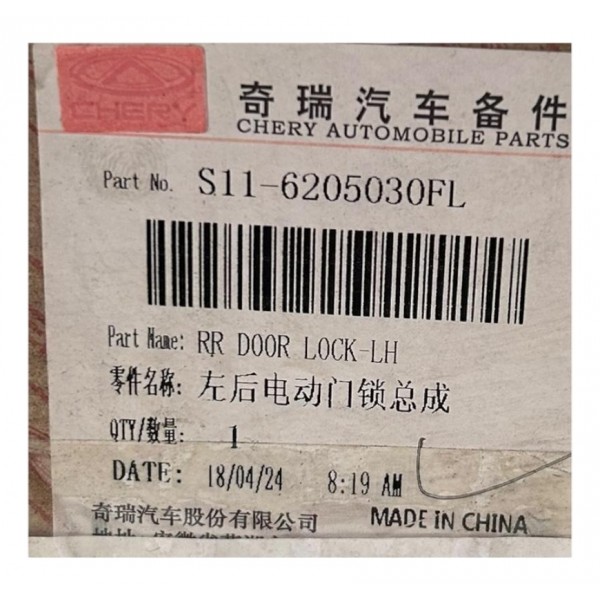 CHERY
奇瑞汽车备件
CHERY AUTOMOBILE PARTS
Part No. S11-6205030FL
Part Name: RR DOOR LOCK-LH
零件名称: 左后电动门锁总成
QTY/数量: 1
DATE: 18/04/24 8:19 AM
奇瑞汽车股份有限公司 MADE IN CHINA